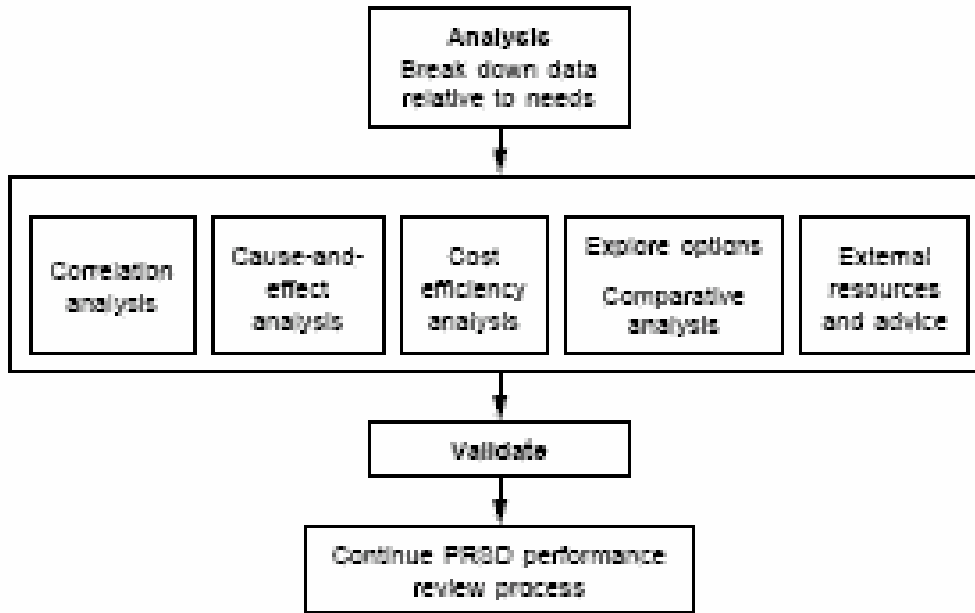 Analysis
Break down data
relative to needs
Correlation
analysis
Cause-and-
effect
analysis
Cost
efficiency
analysis
Explore options
Comparative
analysis
External
resources
and advice
Validate
Continue PRSD performance
review process